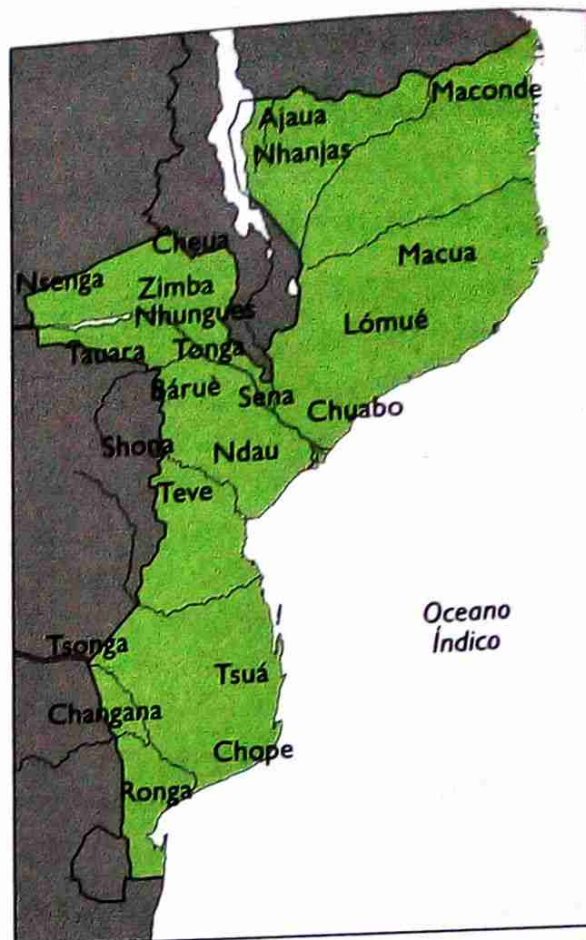 Maconde
Ajaua
Nhanjas
Cheua
Macua
Nsenga
Zimba
Nhungues
Lómué
Tauara
Tonga
Báruè
Sena
Chuabo
Shona
Ndau
Teve
Oceano
Índico
Tsonga
Tsuá
Changana
Chope
Ronga